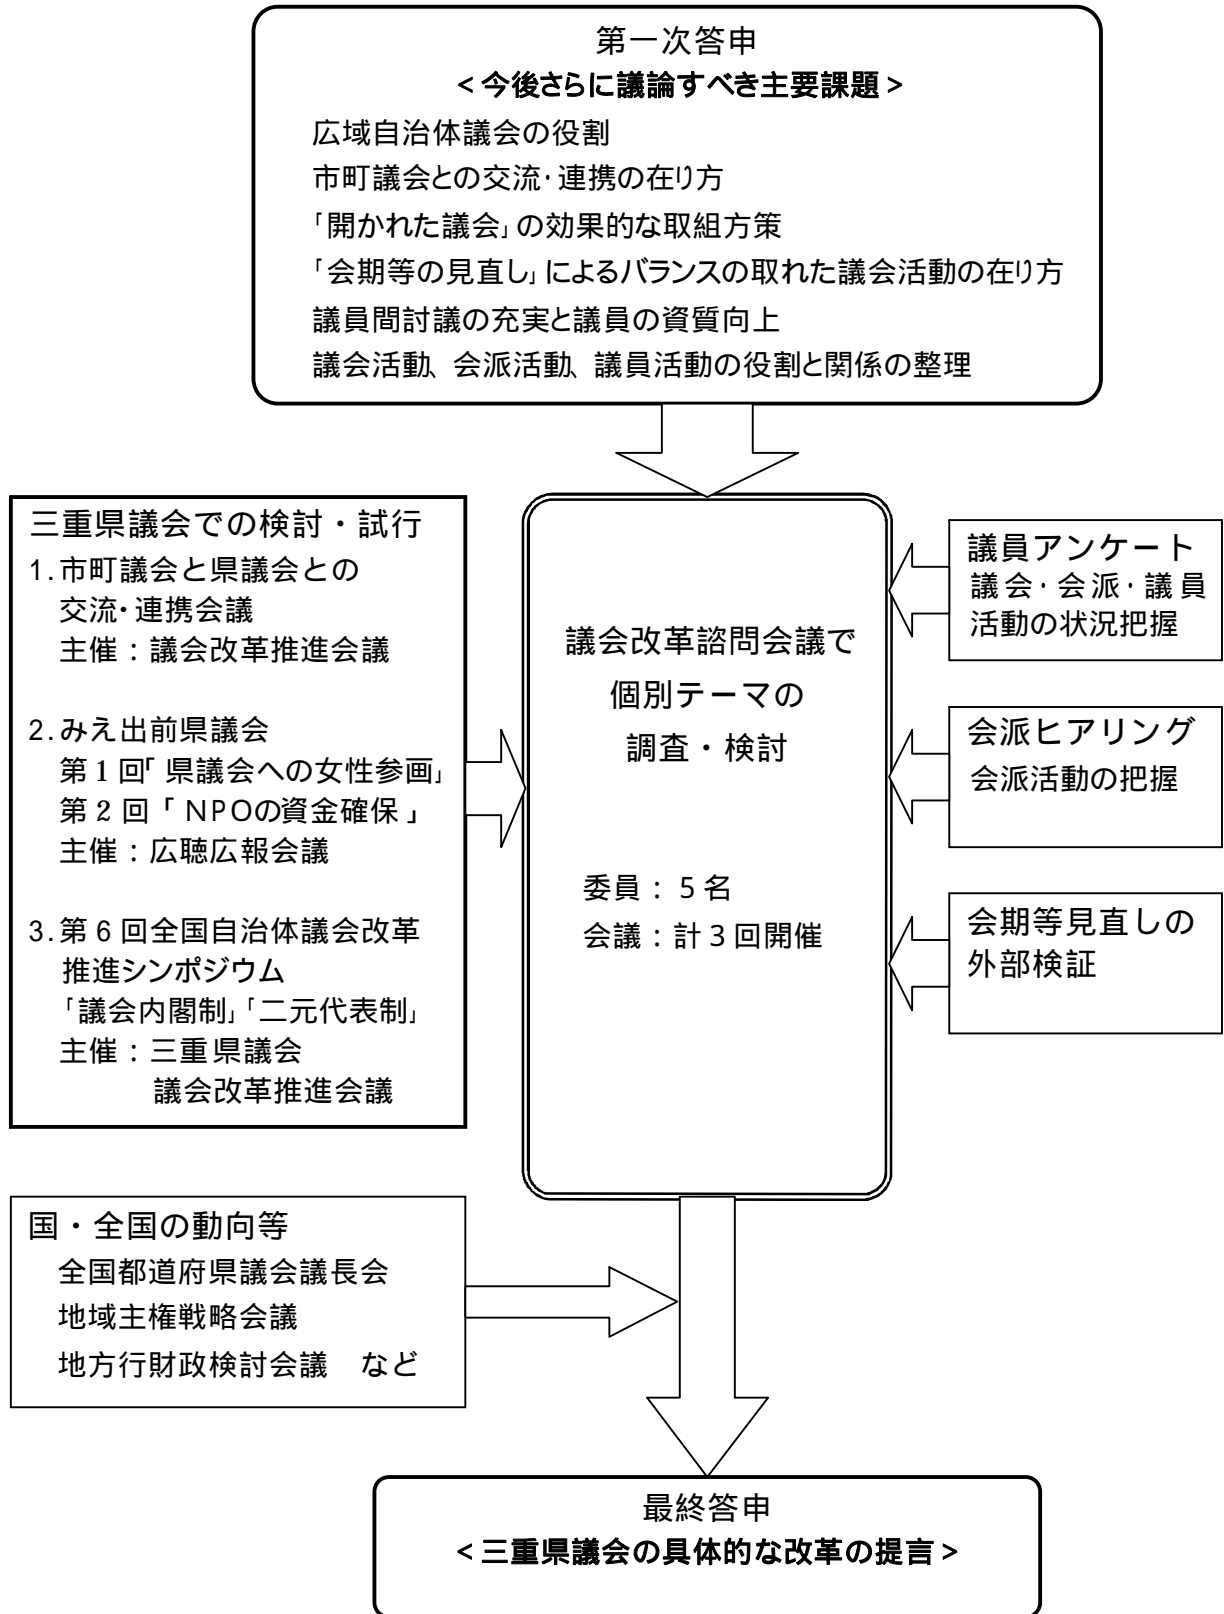 第一次答申
<今後さらに議論すべき主要課題>
広域自治体議会の役割
市町議会との交流・連携の在り方
「開かれた議会」の効果的な取組方策
「会期等の見直し」によるバランスの取れた議会活動の在り方
議員間討議の充実と議員の資質向上
議会活動、会派活動、議員活動の役割と関係の整理
三重県議会での検討・試行
1.市町議会と県議会との
交流・連携会議
主催：議会改革推進会議
2.みえ出前県議会
第1回「県議会への女性参画」
第2回「NPOの資金確保」
主催：広聴広報会議
3.第6回全国自治体議会改革
推進シンポジウム
「議会内閣制」「二元代表制」
主催：三重県議会
議会改革推進会議
議会改革諮問会議で
個別テーマの
調査・検討
委員：5名
会議：計3回開催
議員アンケート
議会・会派・議員
活動の状況把握
会派ヒアリング
会派活動の把握
会期等見直しの
外部検証
国・全国の動向等
全国都道府県議会議長会
地域主権戦略会議
地方行財政検討会議　など
最終答申
<三重県議会の具体的な改革の提言>